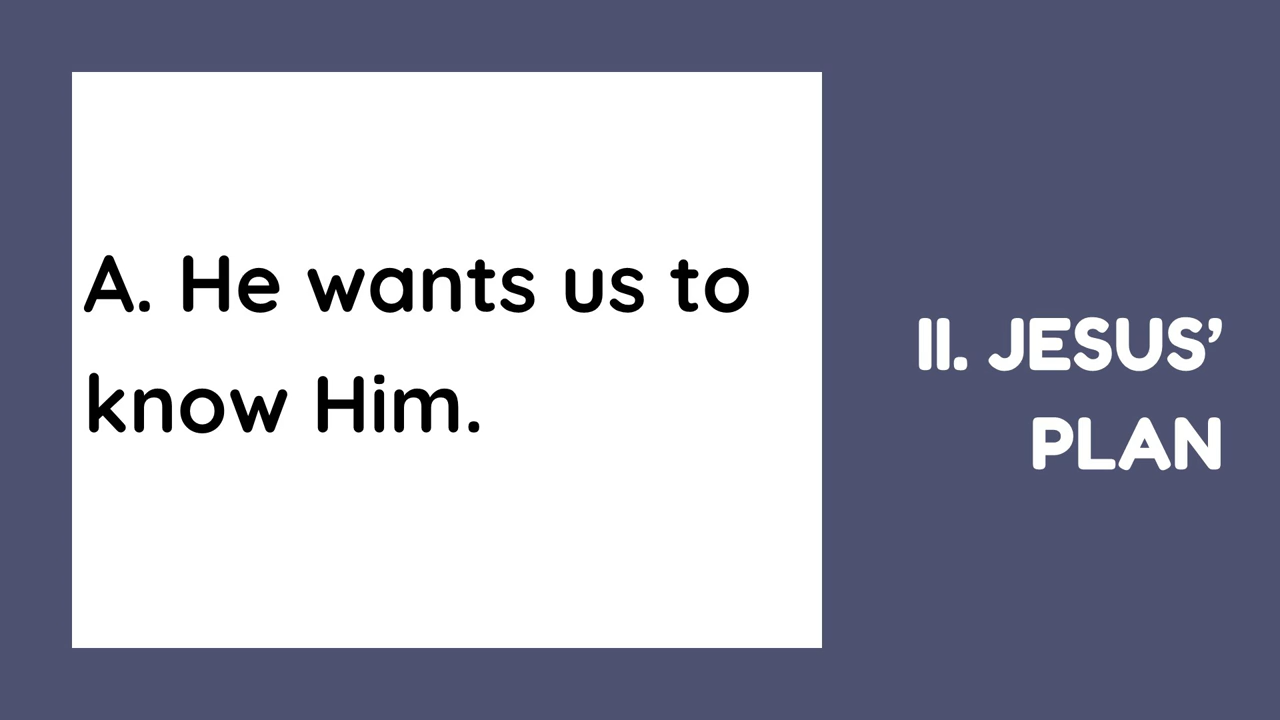 A. He wants us to
know Him.
II. JESUS’
PLAN